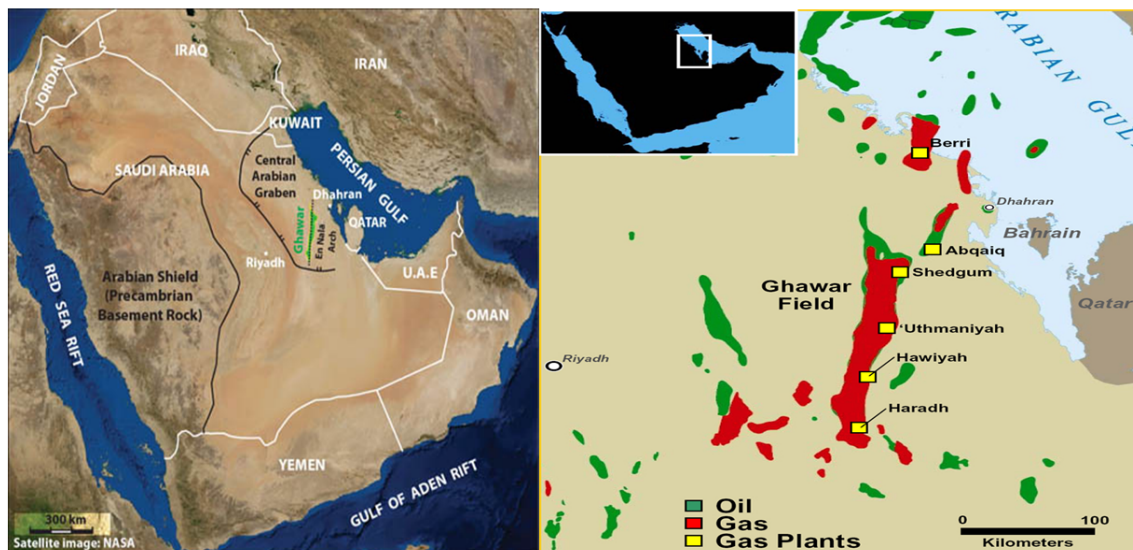 IRAQ
IRAN
JORDAN
KUWAIT
PERSIAN GULF
SAUDI ARABIA
Central
Arabian
Graben
Dhahran
Ghawar
En Nala
Arch
QATAR
Riyadh
U.A.E
Arabian Shield
(Precambrian
Basement Rock)
RED SEA RIFT
OMAN
YEMEN
GULF OF ADEN RIFT
300 km
Satellite image: NASA
RABIAN GULF
Berri
Dhahran
Bahrain
Abqaiq
Shedgum
Ghawar
Field
Qatar
'Uthmaniyah
Riyadh
Hawiyah
Haradh
Oil
Gas
Gas Plants
0 100
Kilometers